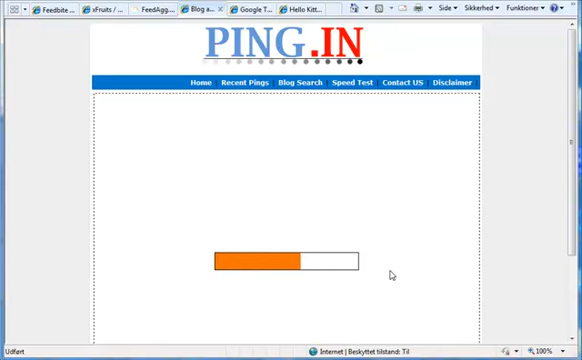 Feedbite ...
xFruits / ...
FeedAgg...
Blog a...
Google T...
Hello Kitt...
Side
Sikkerhed
Funktioner
PING.IN
Home
Recent Pings
Blog Search
Speed Test
Contact US
Disclaimer
Udført
Internet | Beskyttet tilstand: Til
100%